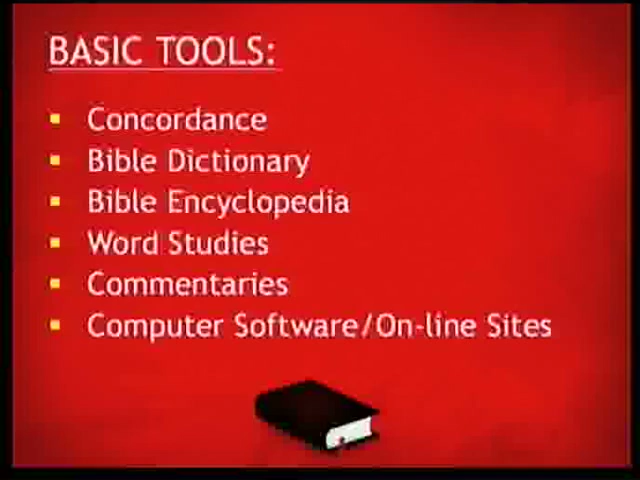 BASIC TOOLS:
Concordance
Bible Dictionary
Bible Encyclopedia
Word Studies
Commentaries
Computer Software/On-line Sites